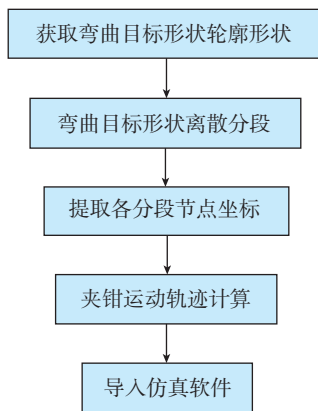 获取弯曲目标形状轮廓形状
弯曲目标形状离散分段
提取各分段节点坐标
夹钳运动轨迹计算
导入仿真软件